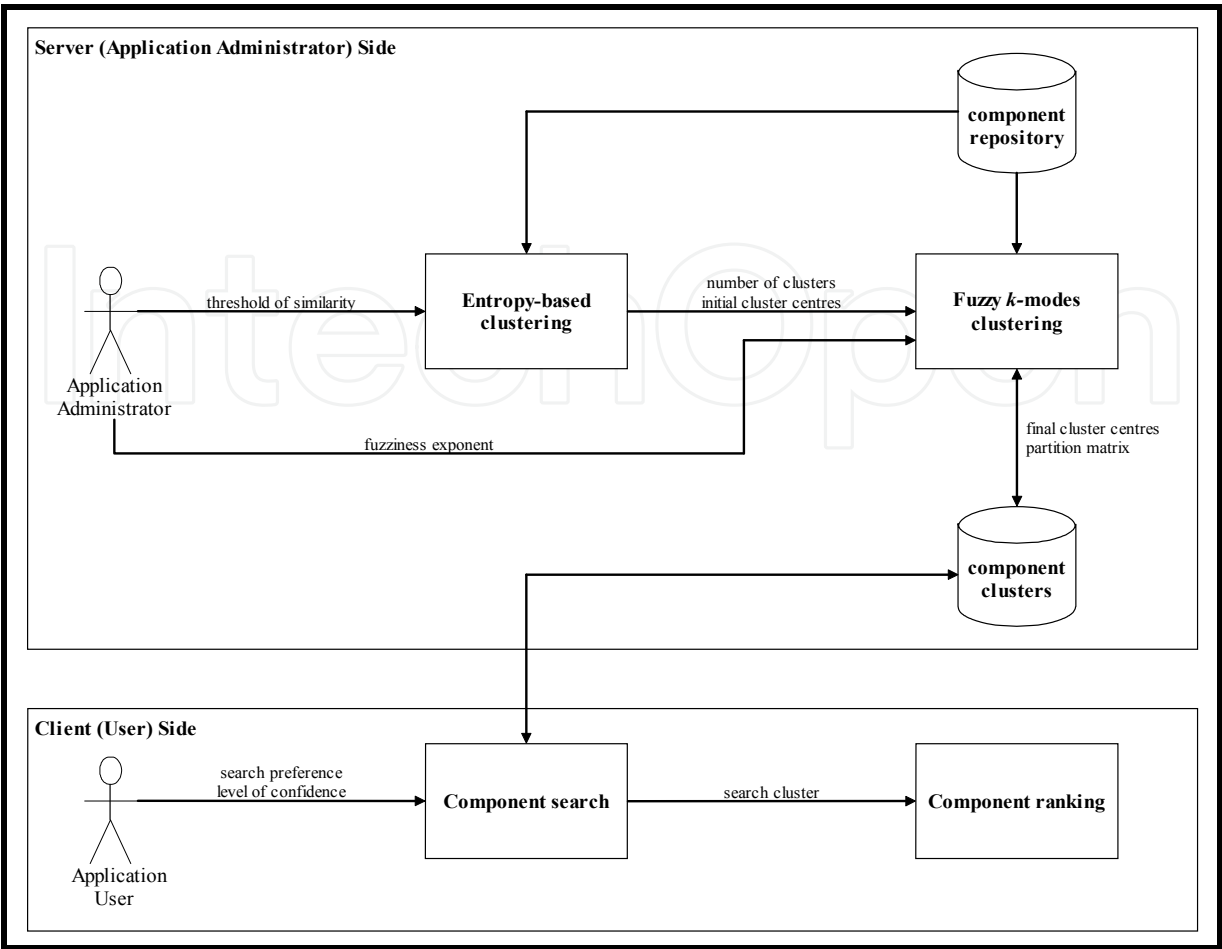 Server (Application Administrator) Side
component
repository
threshold of similarity
Entropy-based
clustering
number of clusters
initial cluster centres
Fuzzy k-modes
clustering
Application
Administrator
fuzziness exponent
final cluster centres
partition matrix
component
clusters
Client (User) Side
search preference
level of confidence
Component search
search cluster
Component ranking
Application
User
IntechOpen